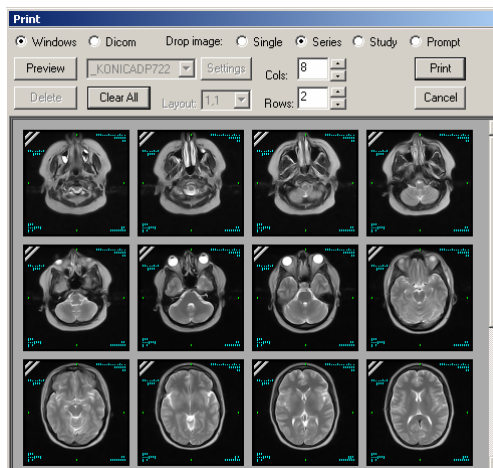 Print
Windows Dicom Drop image: Single Series Study Prompt
Preview _KONICADP722 Settings Cols: 8 Print
Delete Clear All Layout: 1,1 Rows: 2 Cancel